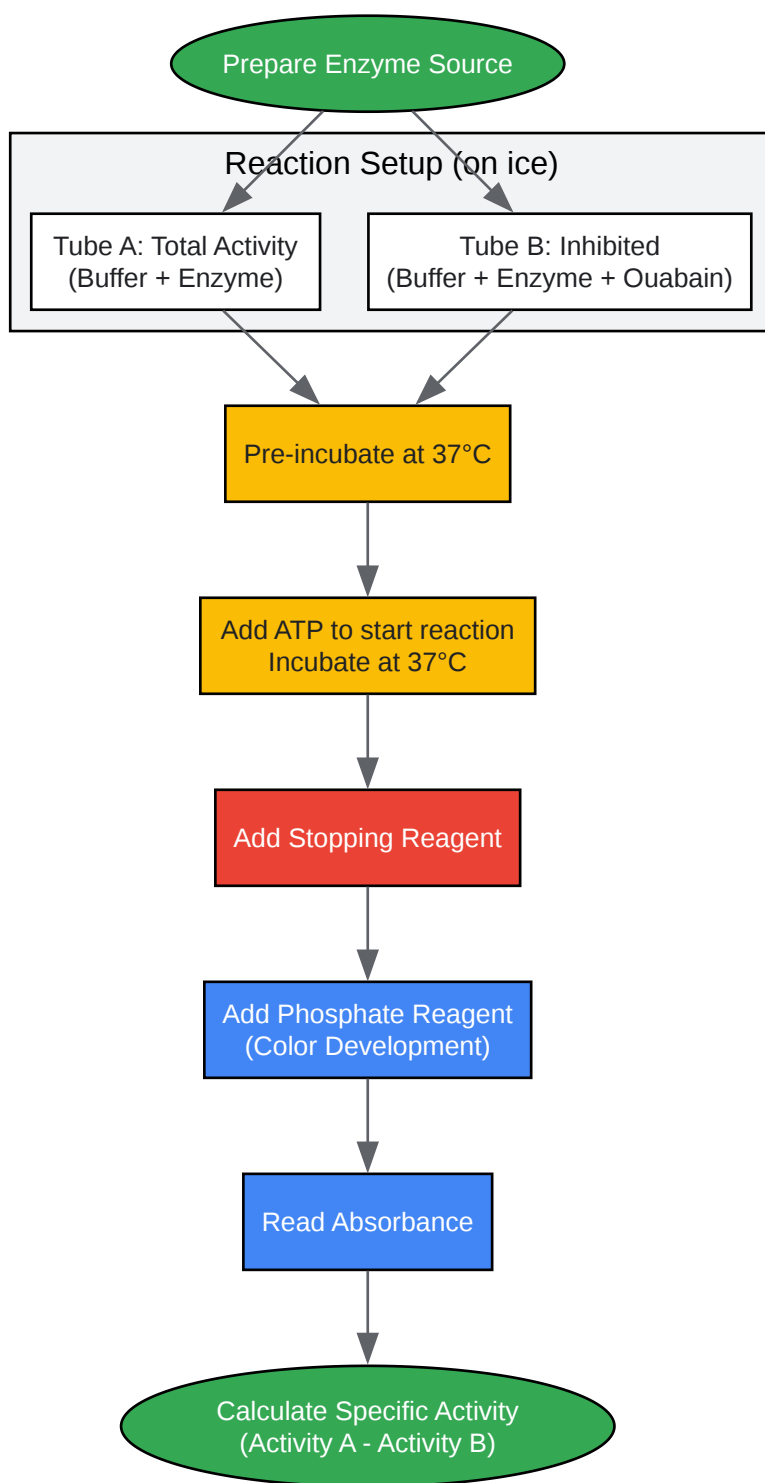 Prepare Enzyme Source
Reaction Setup (on ice)
Tube A: Total Activity
(Buffer + Enzyme)
Tube B: Inhibited
(Buffer + Enzyme + Ouabain)
Pre-incubate at 37°C
Add ATP to start reaction
Incubate at 37°C
Add Stopping Reagent
Add Phosphate Reagent
(Color Development)
Read Absorbance
Calculate Specific Activity
(Activity A - Activity B)